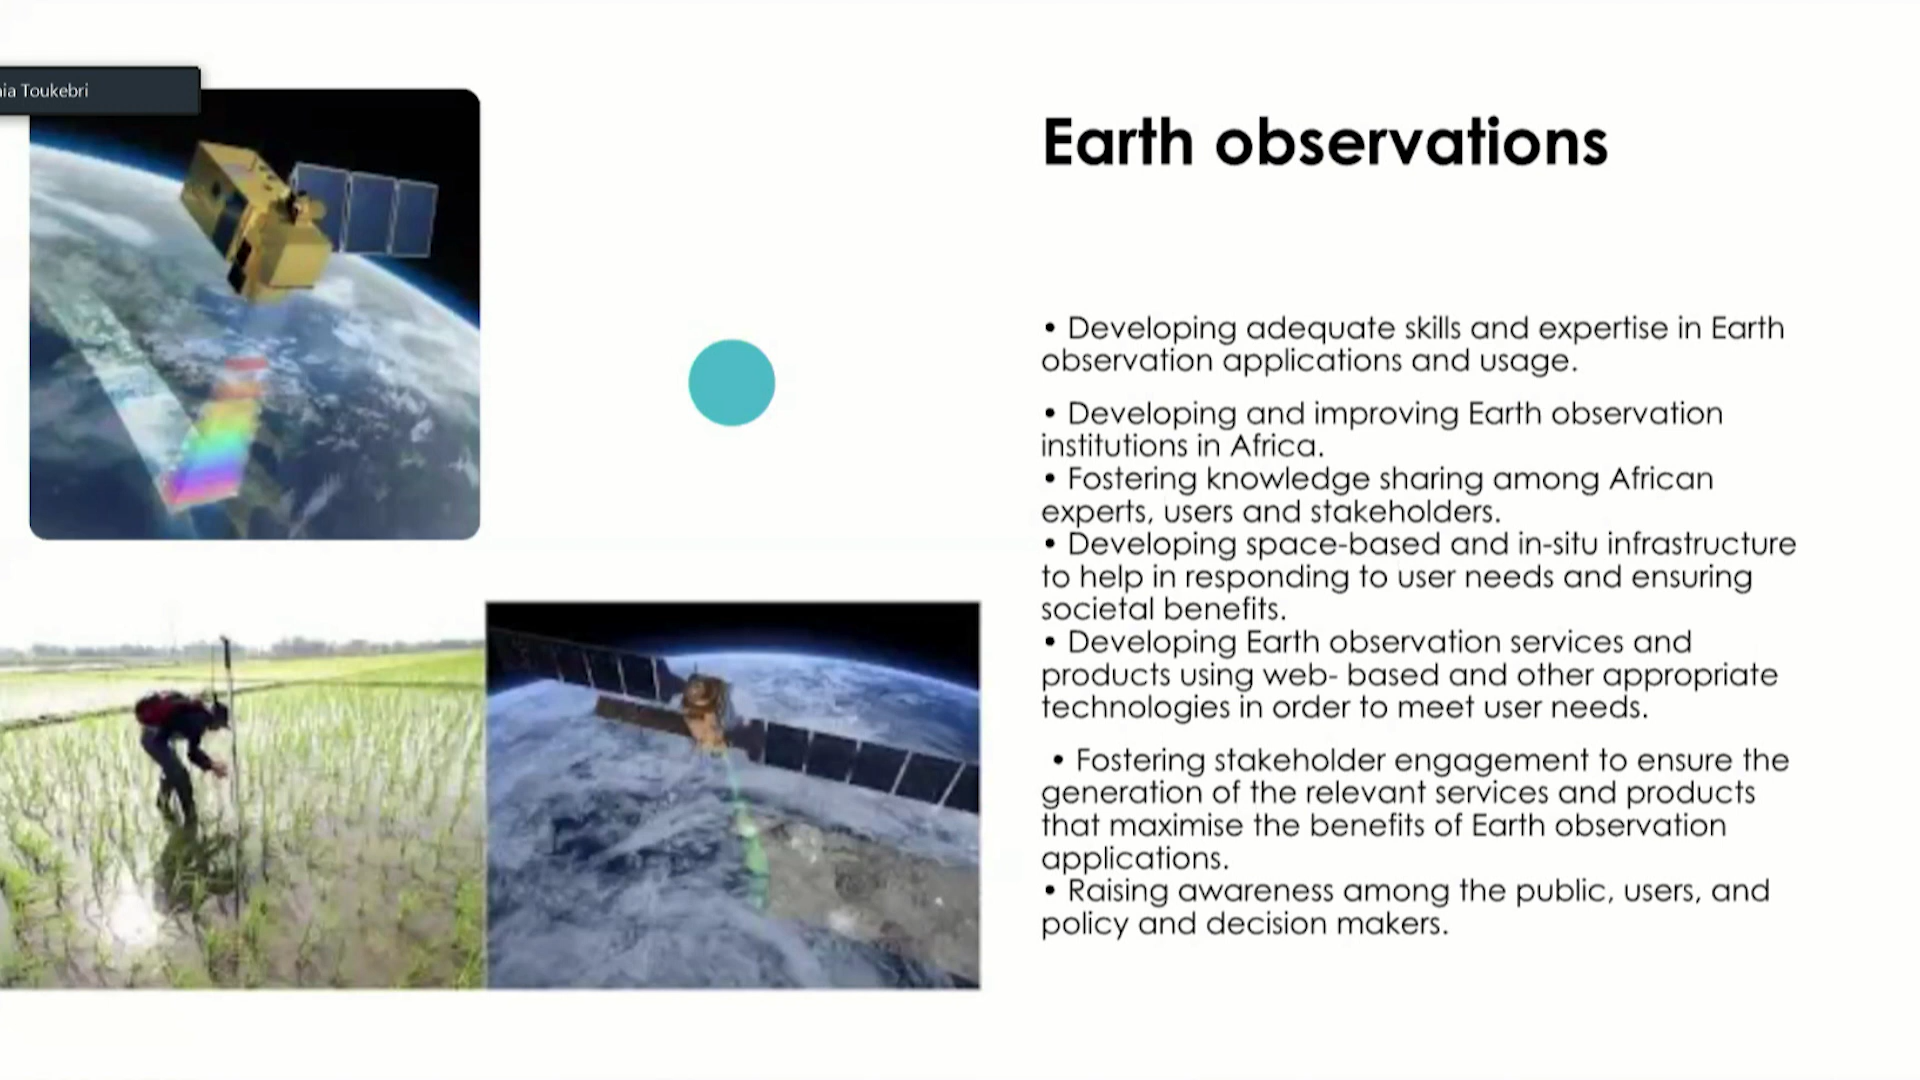 Toukebri
Earth observations
• Developing adequate skills and expertise in Earth
observation applications and usage.
• Developing and improving Earth observation
institutions in Africa.
• Fostering knowledge sharing among African
experts, users and stakeholders.
• Developing space-based and in-situ infrastructure
to help in responding to user needs and ensuring
societal benefits.
• Developing Earth observation services and
products using web- based and other appropriate
technologies in order to meet user needs.
• Fostering stakeholder engagement to ensure the
generation of the relevant services and products
that maximise the benefits of Earth observation
applications.
• Raising awareness among the public, users, and
policy and decision makers.